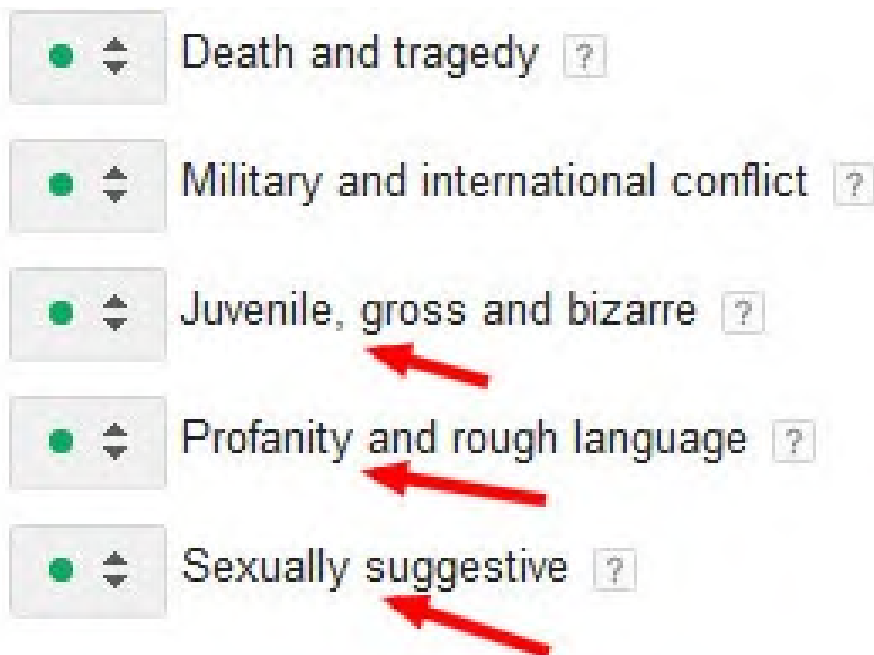 Death and tragedy ?
Military and international conflict ?
Juvenile, gross and bizarre ?
Profanity and rough language ?
Sexually suggestive ?